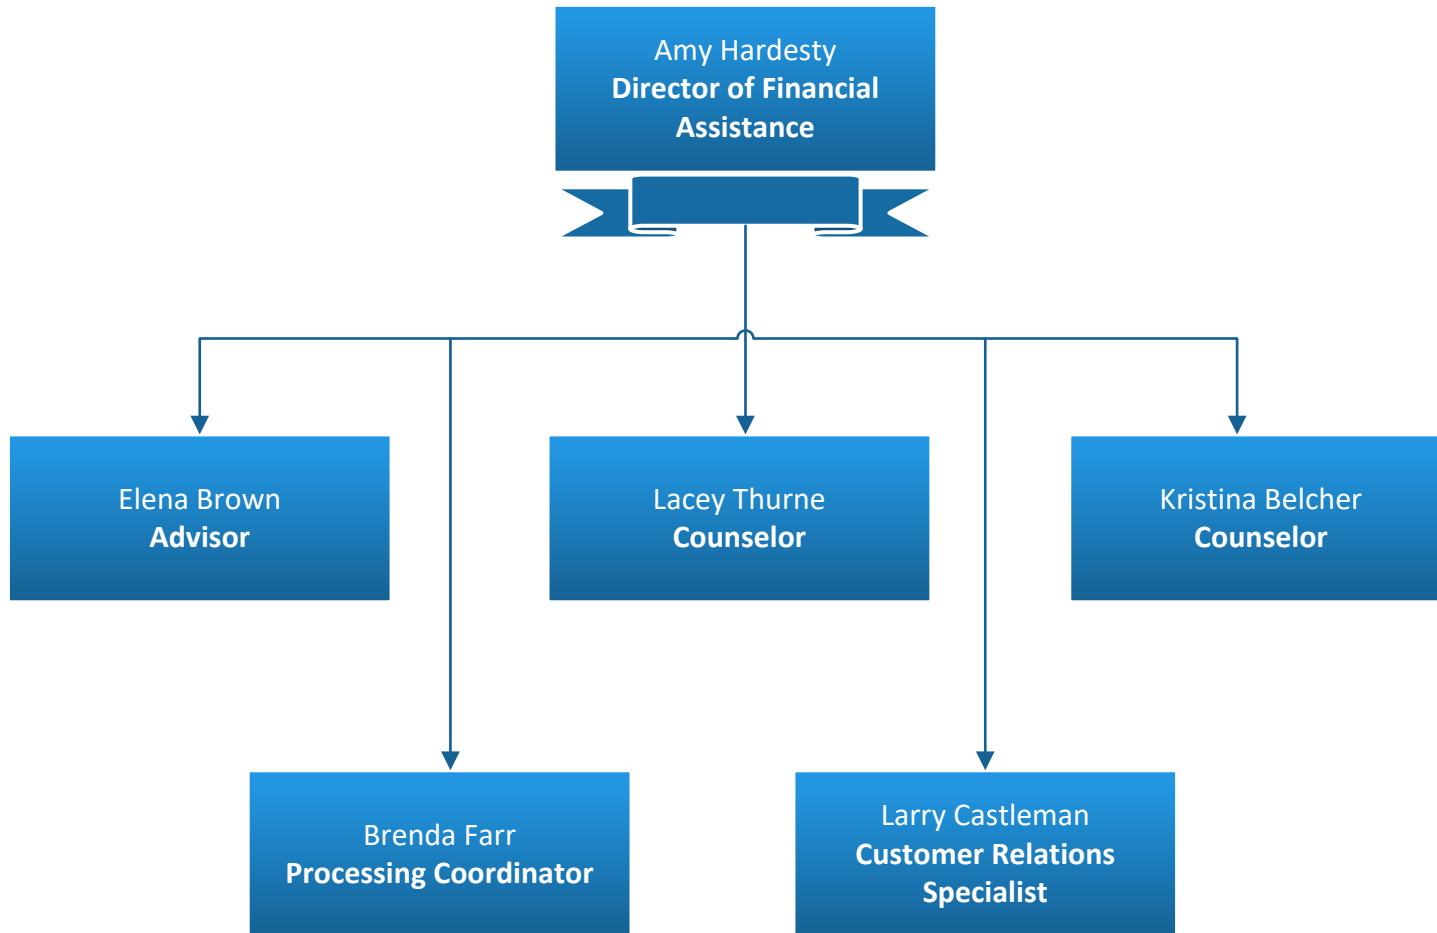 Amy Hardesty
Director of Financial
Assistance
Elena Brown
Advisor
Lacey Thurne
Counselor
Kristina Belcher
Counselor
Brenda Farr
Processing Coordinator
Larry Castleman
Customer Relations
Specialist